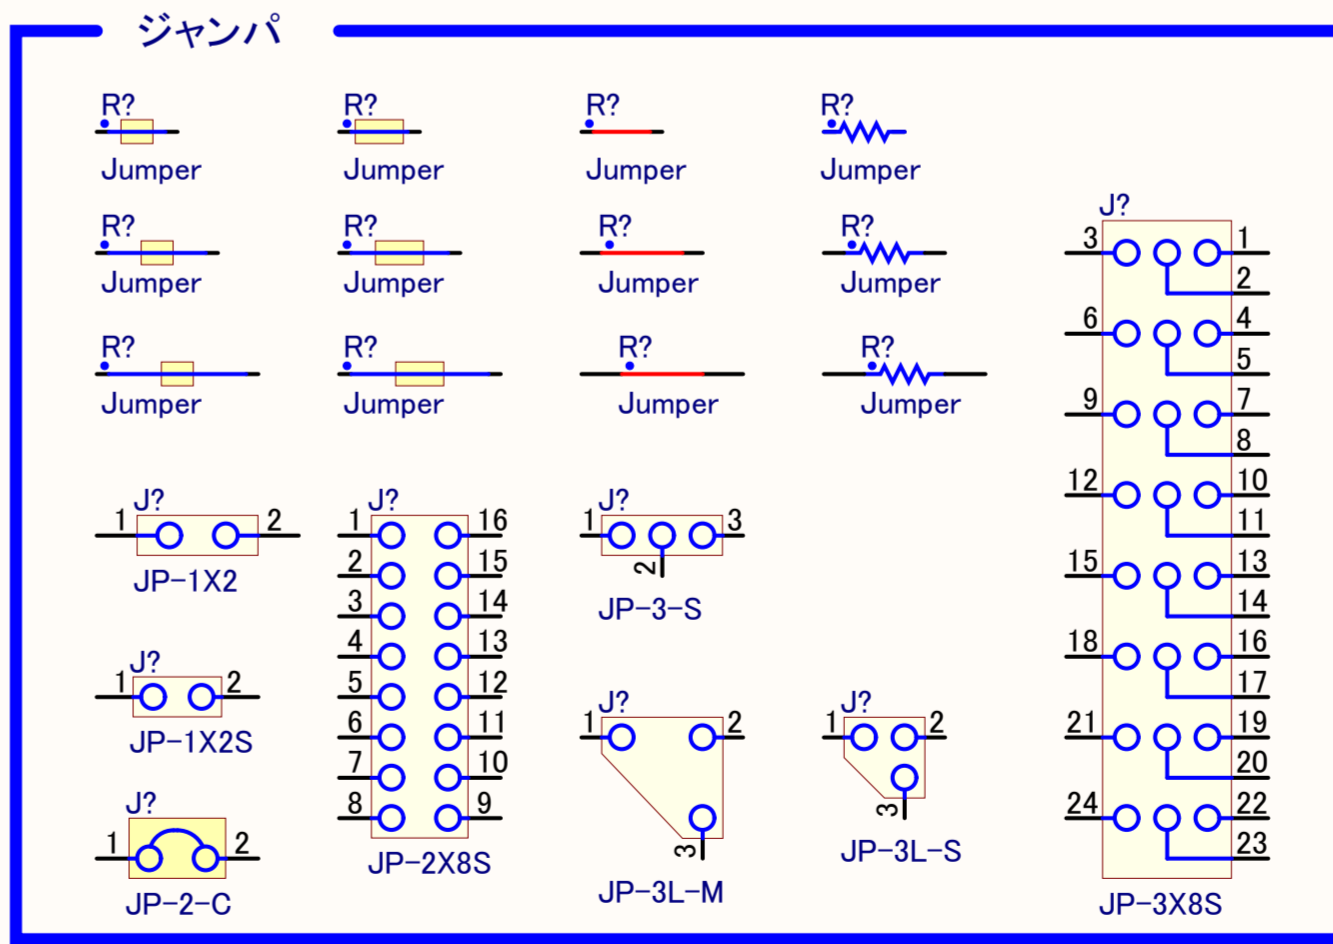 ジャンパ
R? R? R? R?
Jumper Jumper Jumper Jumper
R? R? R? R?
Jumper Jumper Jumper Jumper
R? R? R? R?
Jumper Jumper Jumper Jumper
J?
1 2
JP-1X2
J?
1 2
JP-1X2S
J?
1 2
JP-2-C
J?
1 16
2 15
3 14
4 13
5 12
6 11
7 10
8 9
JP-2X8S
J?
1 3
2
JP-3-S
J?
1 2
3
JP-3L-M
J?
1 2
3
JP-3L-S
J?
3 1
2
6 4
5
9 7
8
12 10
11
15 13
14
18 16
17
21 19
20
24 22
23
JP-3X8S